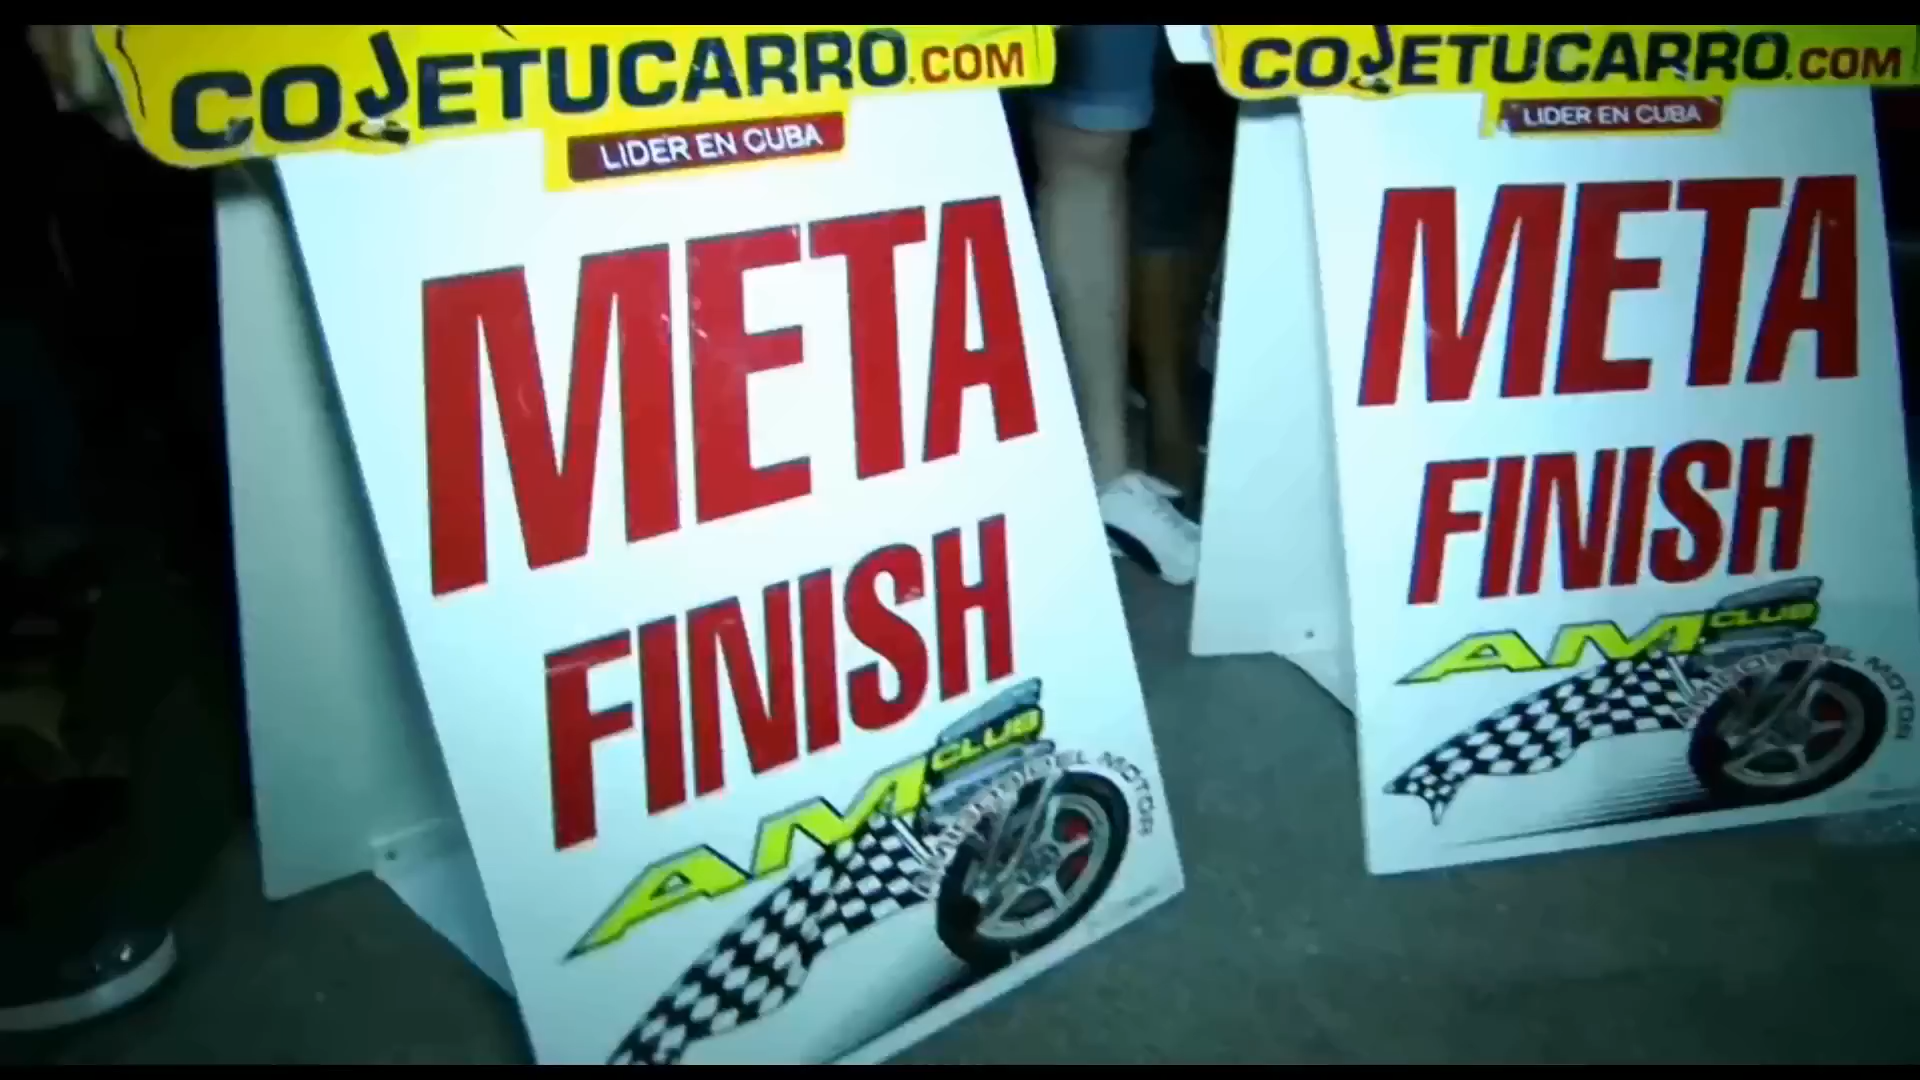 COJETUCARRO.COM
LIDER EN CUBA
META
FINISH
AM CLUB
COJETUCARRO.COM
LIDER EN CUBA
META
FINISH
AM CLUB